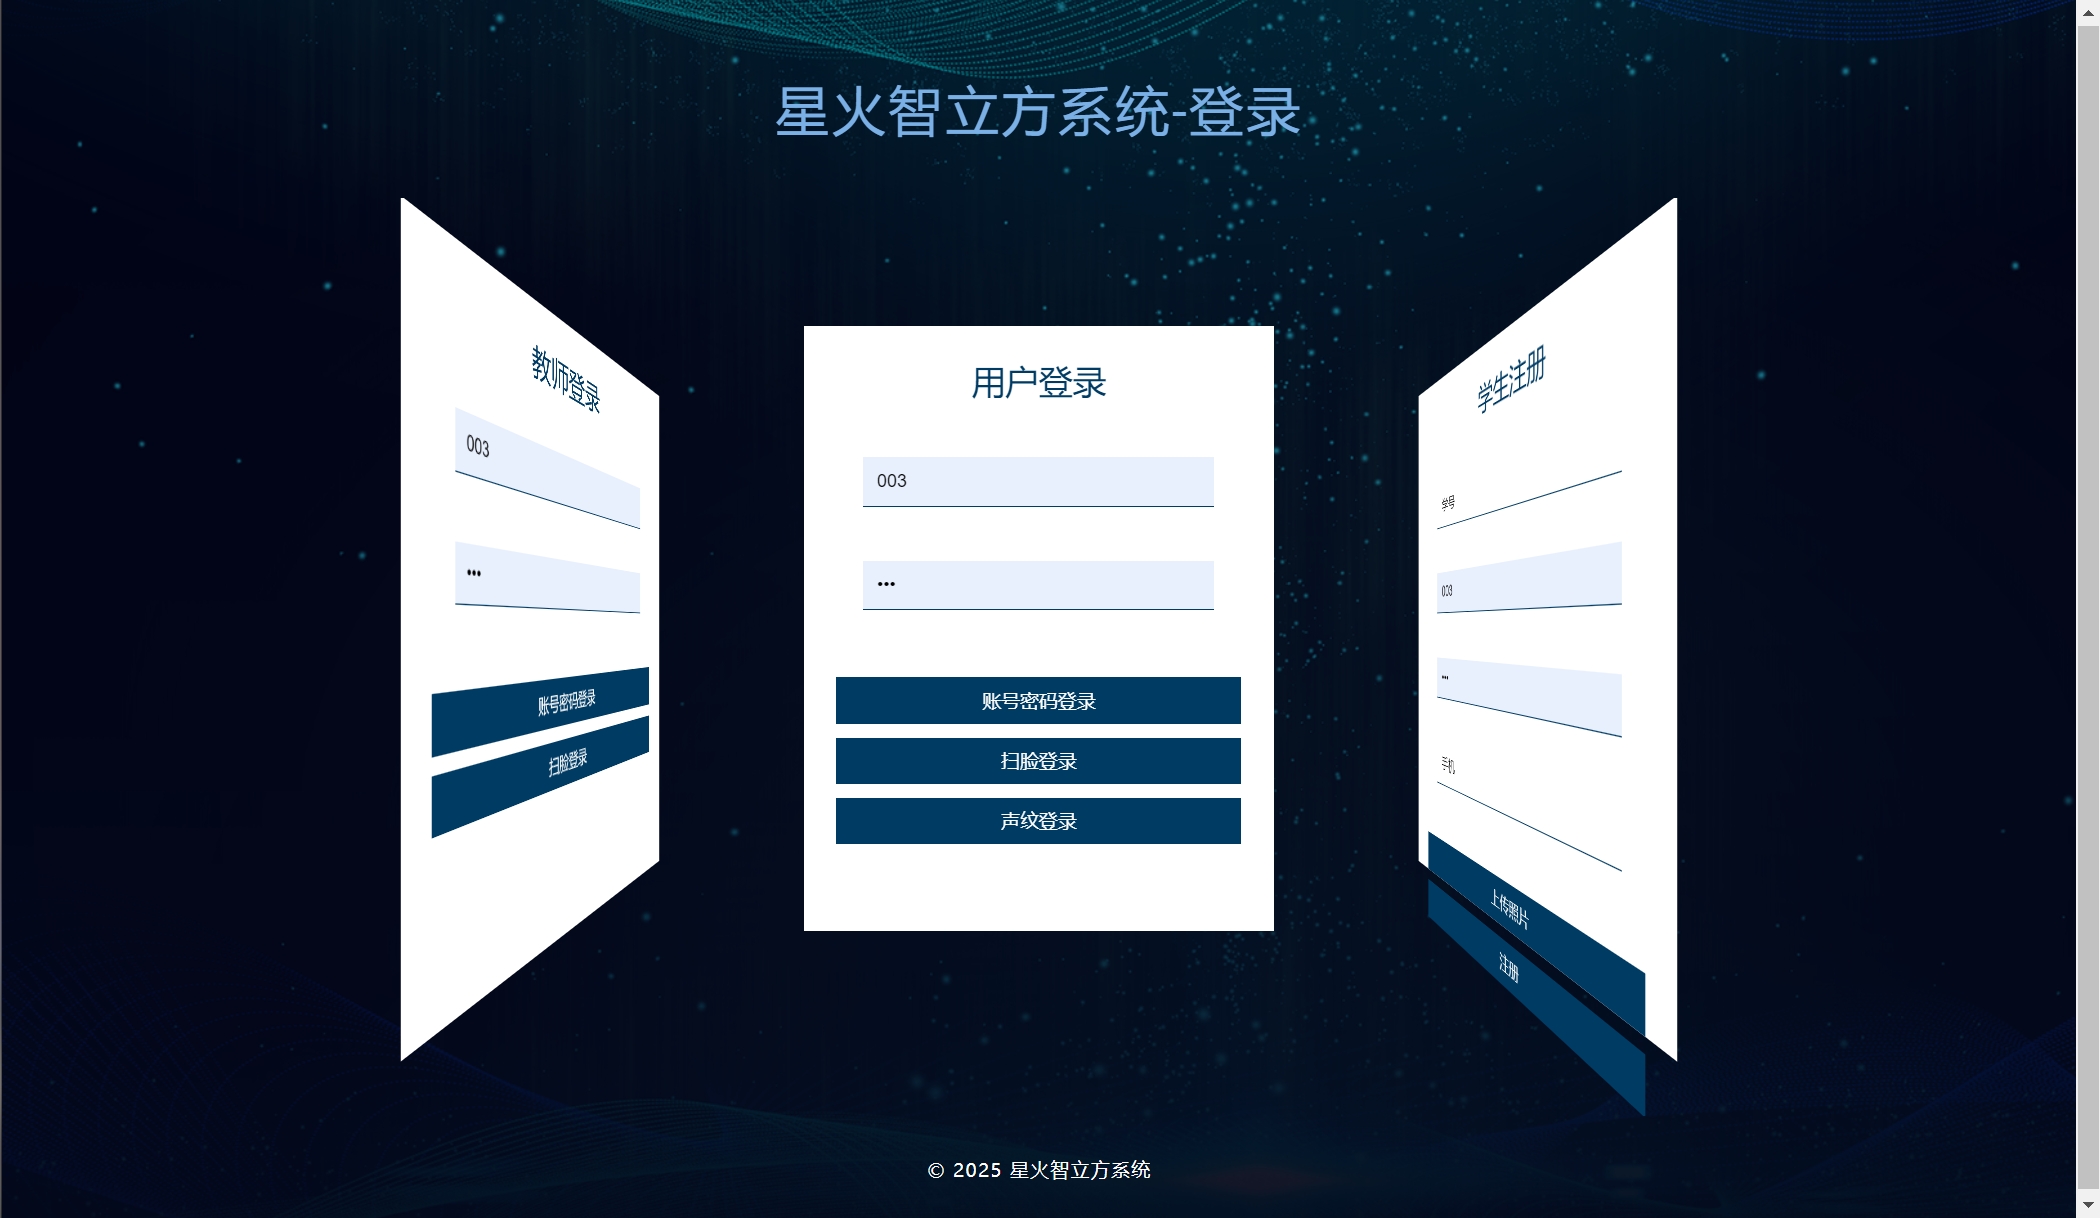 星火智立方系统-登录
教师登录
003
•••
账号密码登录
扫脸登录
用户登录
003
•••
账号密码登录
扫脸登录
声纹登录
学生注册
学号
003
•••
手机
上传照片
注册
© 2025 星火智立方系统